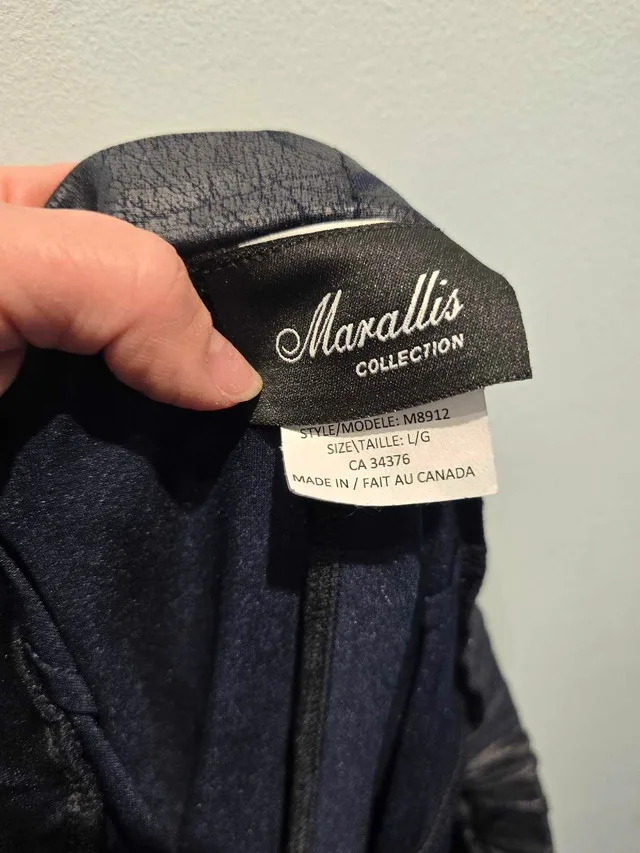 Marallis
COLLECTION
STYLE/MODELE: M8912
SIZE\TAILLE: L/G
CA 34376
MADE IN / FAIT AU CANADA